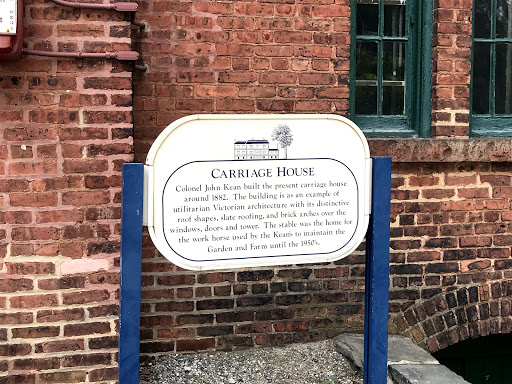 CARRIAGE HOUSE
Colonel John Kean built the present carriage house
around 1882. The building is as an example of
utilitarian Victorian architecture with its distinctive
roof shapes, slate roofing, and brick arches over the
windows, doors and tower. The stable was the home for
the work horse used by the Keans to maintain the
Garden and Farm until the 1950's.